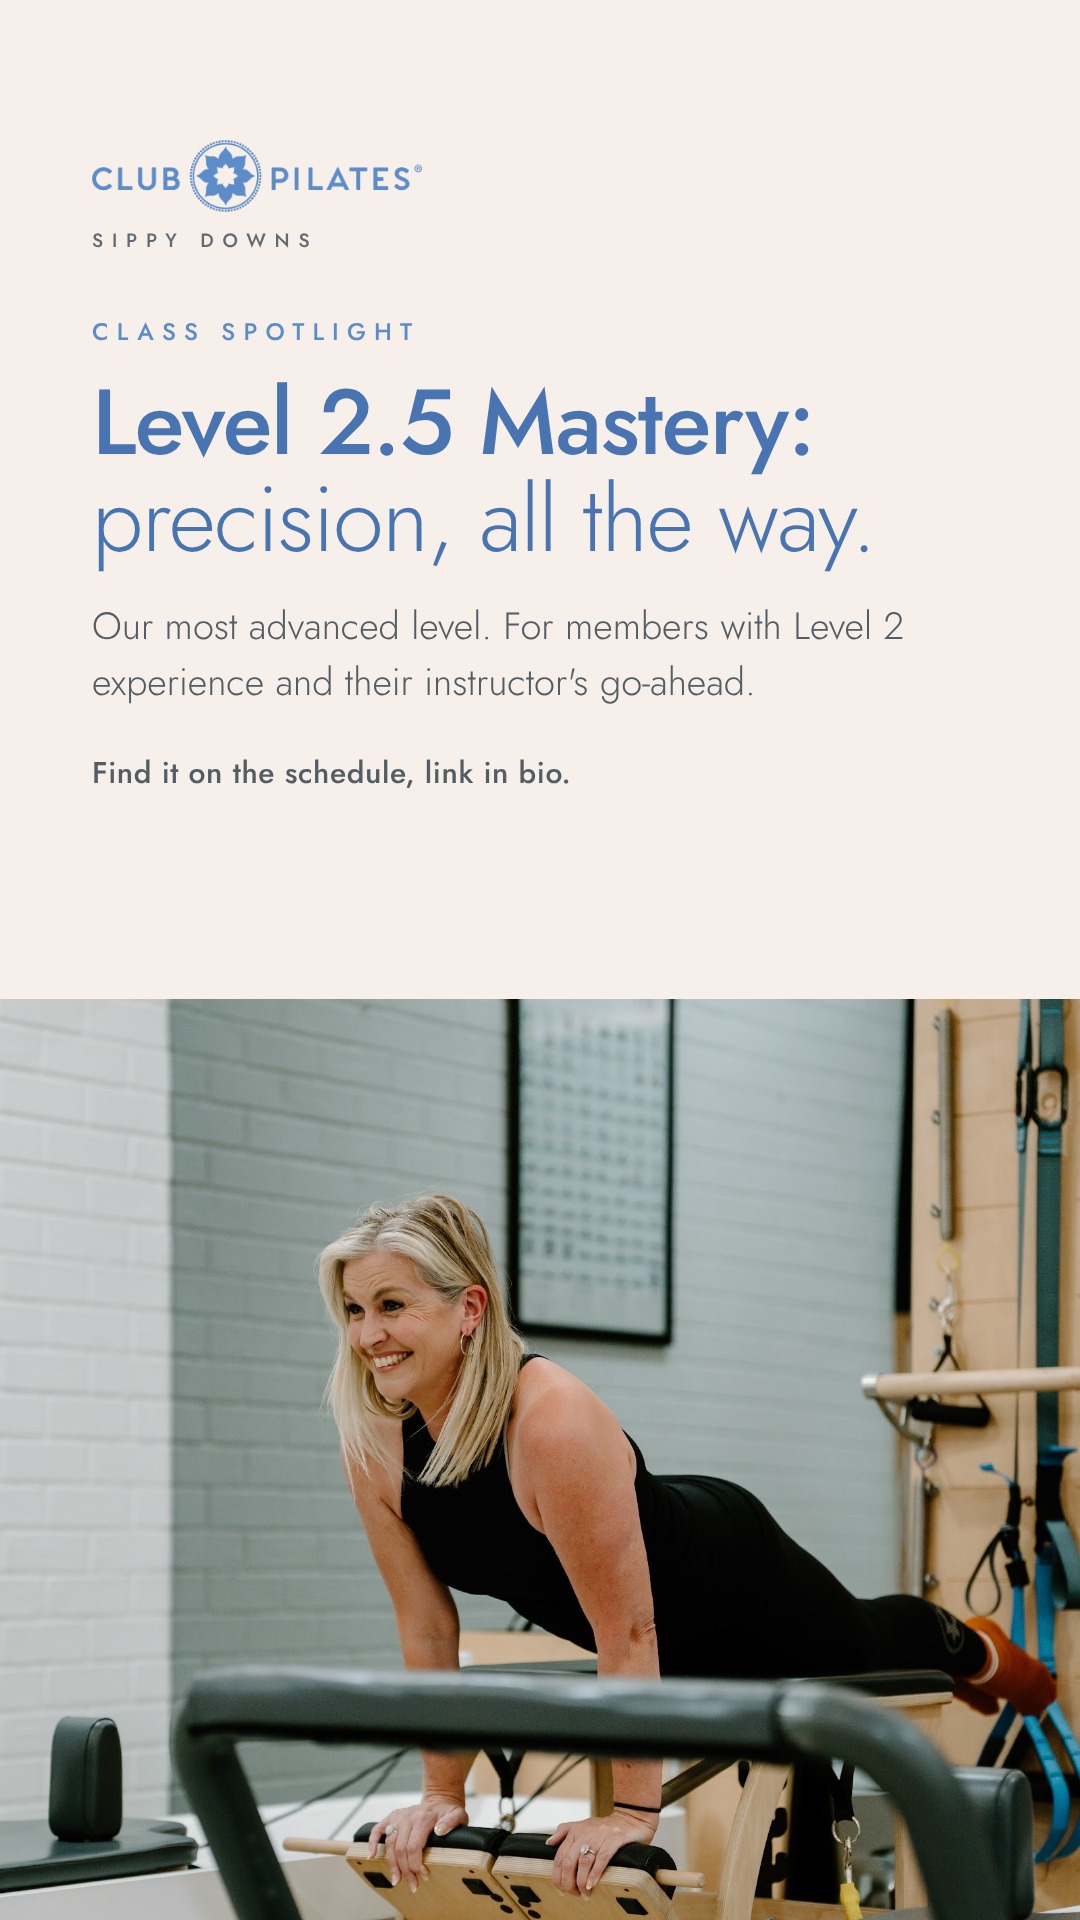 CLUB PILATES®
SIPPY DOWNS
CLASS SPOTLIGHT
Level 2.5 Mastery:
precision, all the way.
Our most advanced level. For members with Level 2
experience and their instructor's go-ahead.
Find it on the schedule, link in bio.